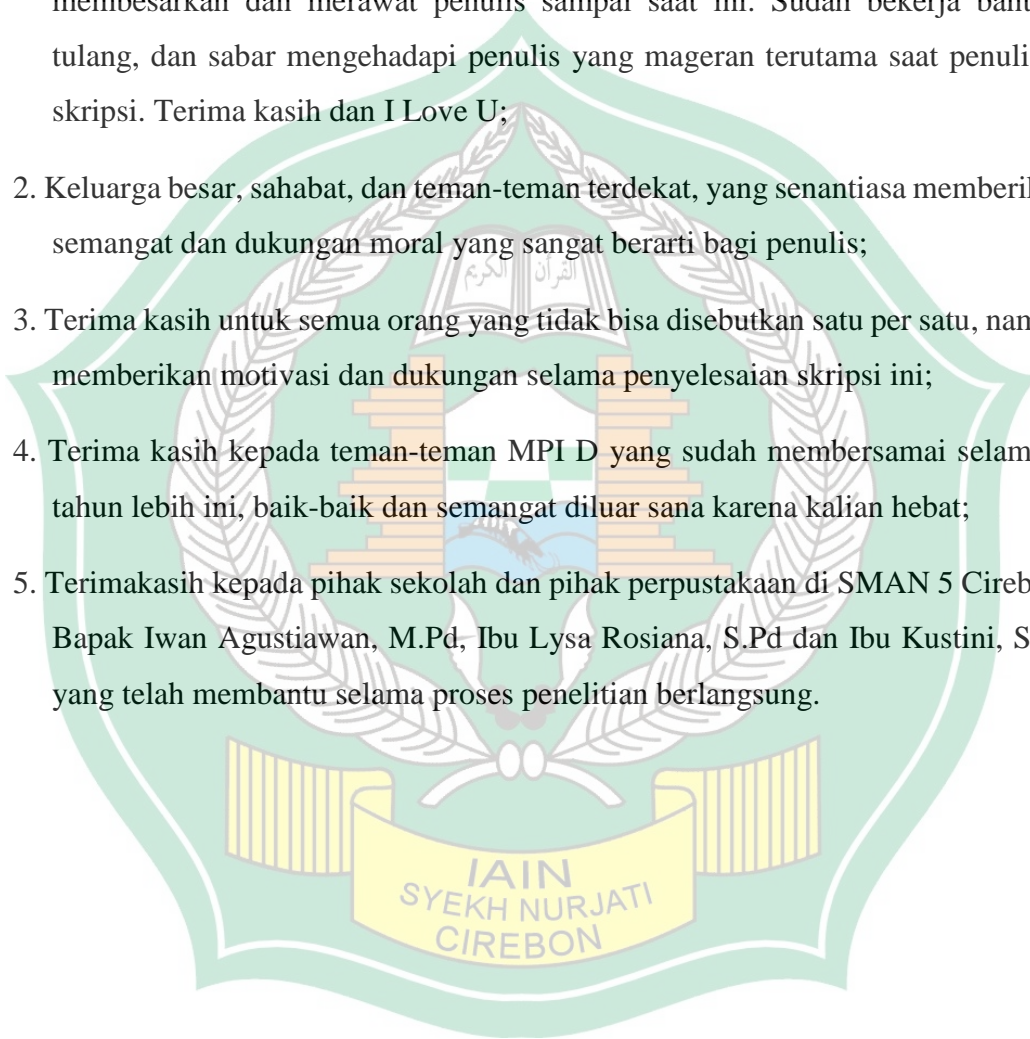 membesarkan dan merawat penulis sampai saat ini. Sudah bekerja
tulang, dan sabar mengehadapi penulis yang mageran terutama saat
skripsi. Terima kasih dan I Love U;
2. Keluarga besar, sahabat, dan teman-teman terdekat, yang senantiasa
semangat dan dukungan moral yang sangat berarti bagi penulis;
القرآن الكريم
3. Terima kasih untuk semua orang yang tidak bisa disebutkan satu per satu,
memberikan motivasi dan dukungan selama penyelesaian skripsi ini;
4. Terima kasih kepada teman-teman MPI D yang sudah membersamai
tahun lebih ini, baik-baik dan semangat diluar sana karena kalian hebat;
5. Terimakasih kepada pihak sekolah dan pihak perpustakaan di SMAN 5
Bapak Iwan Agustiawan, M.Pd, Ibu Lysa Rosiana, S.Pd dan Ibu Kustini,
yang telah membantu selama proses penelitian berlangsung.
IAIN
SYEKH NURJATI
CIREBON